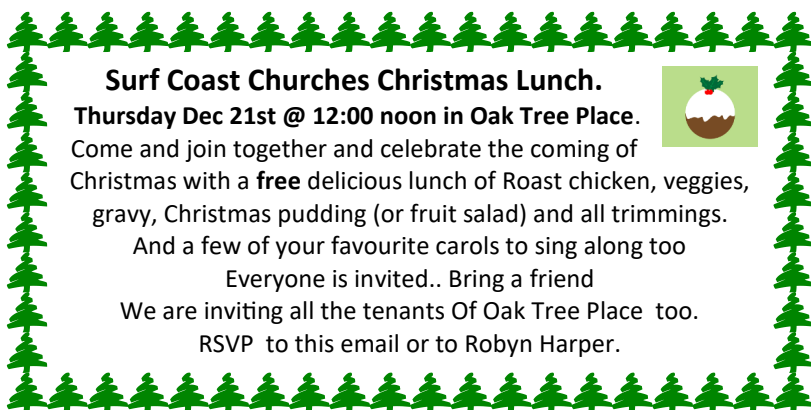 Surf Coast Churches Christmas Lunch.
Thursday Dec 21st @ 12:00 noon in Oak Tree Place.
Come and join together and celebrate the coming of
Christmas with a free delicious lunch of Roast chicken, veggies,
gravy, Christmas pudding (or fruit salad) and all trimmings.
And a few of your favourite carols to sing along too
Everyone is invited.. Bring a friend
We are inviting all the tenants Of Oak Tree Place  too.
RSVP  to this email or to Robyn Harper.